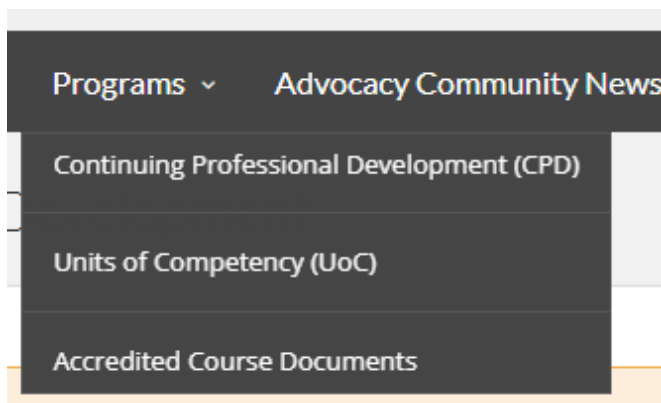 Programs Advocacy Community News
Continuing Professional Development (CPD)
Units of Competency (UoC)
Accredited Course Documents